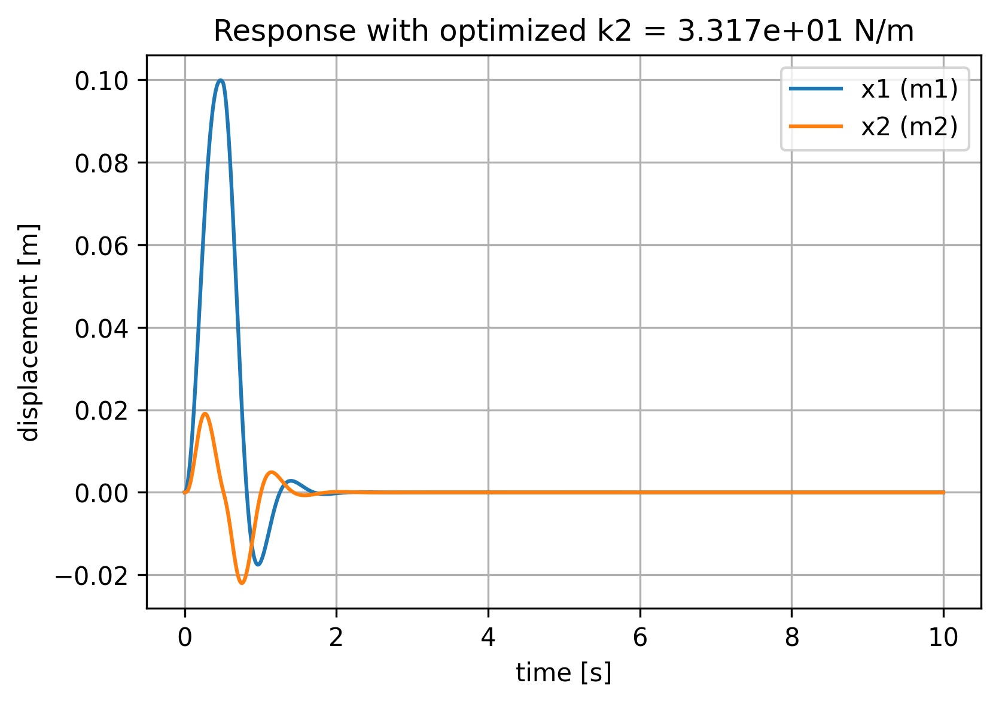 Response with optimized k2 = 3.317e+01 N/m
x1 (m1)
x2 (m2)
0.10
0.08
0.06
0.04
0.02
0.00
−0.02
displacement [m]
0 2 4 6 8 10
time [s]